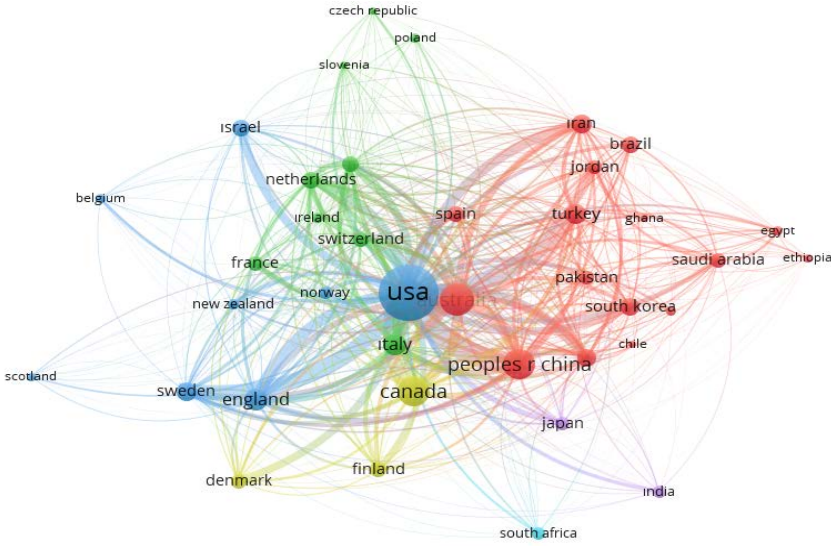 czech republic
poland
slovenia
israel
iran
brazil
jordan
netherlands
belgium
ireland
spain
turkey
ghana
switzerland
egypt
france
saudi arabia
ethiopia
pakistan
usa
australia
norway
new zealand
south korea
italy
chile
peoples r china
scotland
sweden
england
canada
japan
finland
denmark
india
south africa